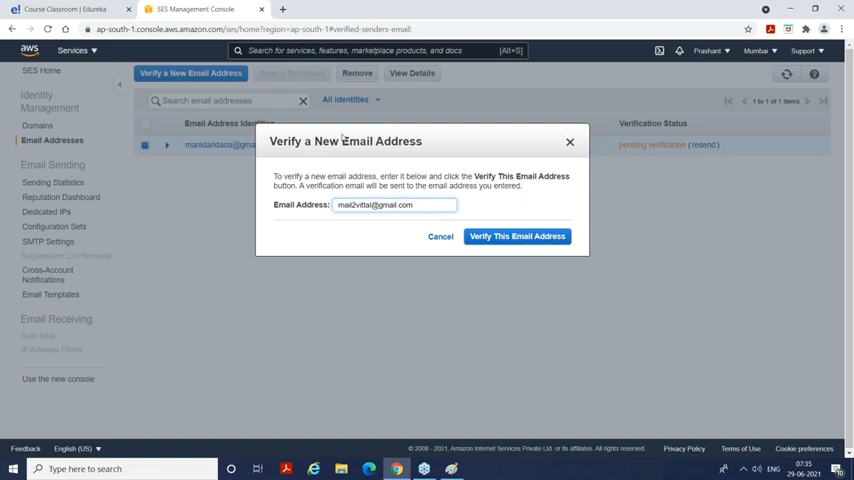 Course Classroom | Edureka
SES Management Console
ap-south-1.console.aws.amazon.com/ses/home?region=ap-south-1#verified-senders-email:
aws
Services
Search for services, features, marketplace products, and docs
[Alt+S]
Prashant
Mumbai
Support
SES Home
Identity
Management
Domains
Email Addresses
Email Sending
Sending Statistics
Reputation Dashboard
Dedicated IPs
Configuration Sets
SMTP Settings
Suppression List Removal
Cross-Account
Notifications
Email Templates
Email Receiving
Rule Sets
IP Address Filters
Use the new console
Verify a New Email Address
Send a Test Email
Remove
View Details
Search email addresses
All identities
1 to 1 of 1 items
Email Address Identities
Verification Status
manidaridada@gma
pending verification (resend)
Verify a New Email Address
To verify a new email address, enter it below and click the Verify This Email Address
button. A verification email will be sent to the email address you entered.
Email Address: mail2vittal@gmail.com
Cancel
Verify This Email Address
Feedback
English (US)
© 2008 - 2021, Amazon Internet Services Private Ltd. or its affiliates. All rights reserved.
Privacy Policy
Terms of Use
Cookie preferences
Type here to search
ENG
07:35
29-06-2021
10